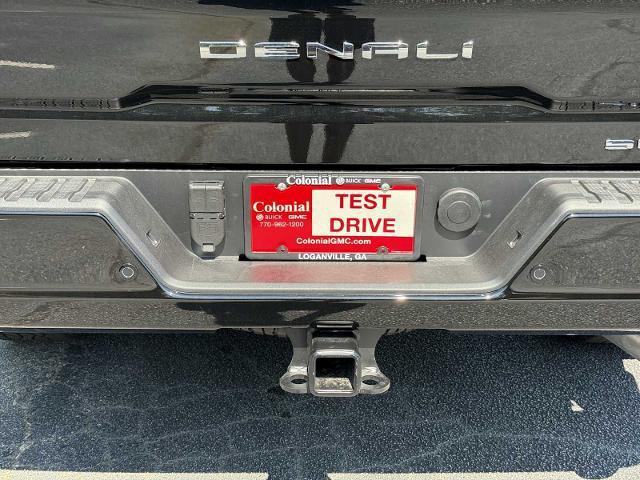 DENALI
Colonial BUICK GMC
Colonial
BUICK GMC
770-962-1200
TEST
DRIVE
ColonialGMC.com
LOGANVILLE, GA